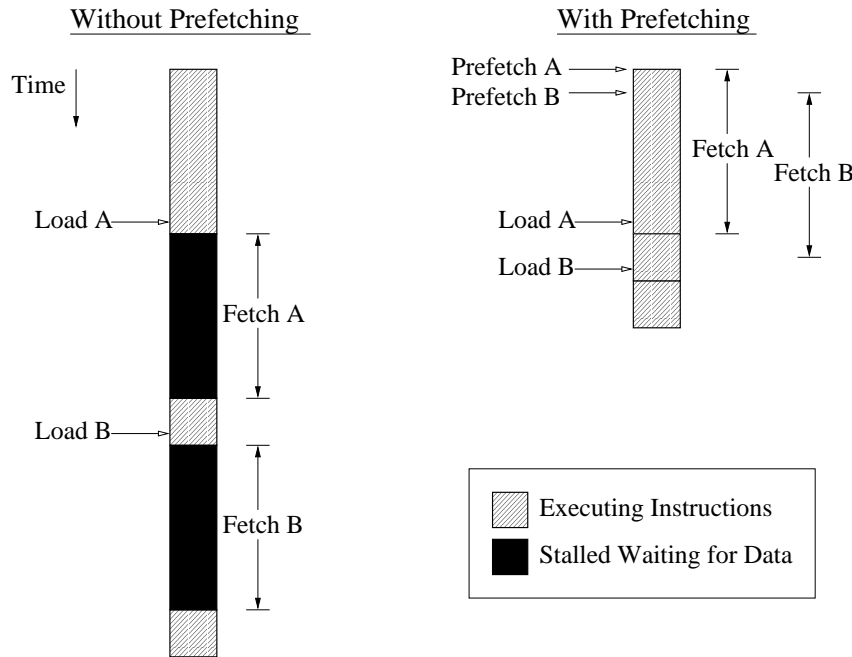 Without Prefetching
Time
Load A
Fetch A
Load B
Fetch B
With Prefetching
Prefetch A
Prefetch B
Fetch A
Fetch B
Load A
Load B
Executing Instructions
Stalled Waiting for Data